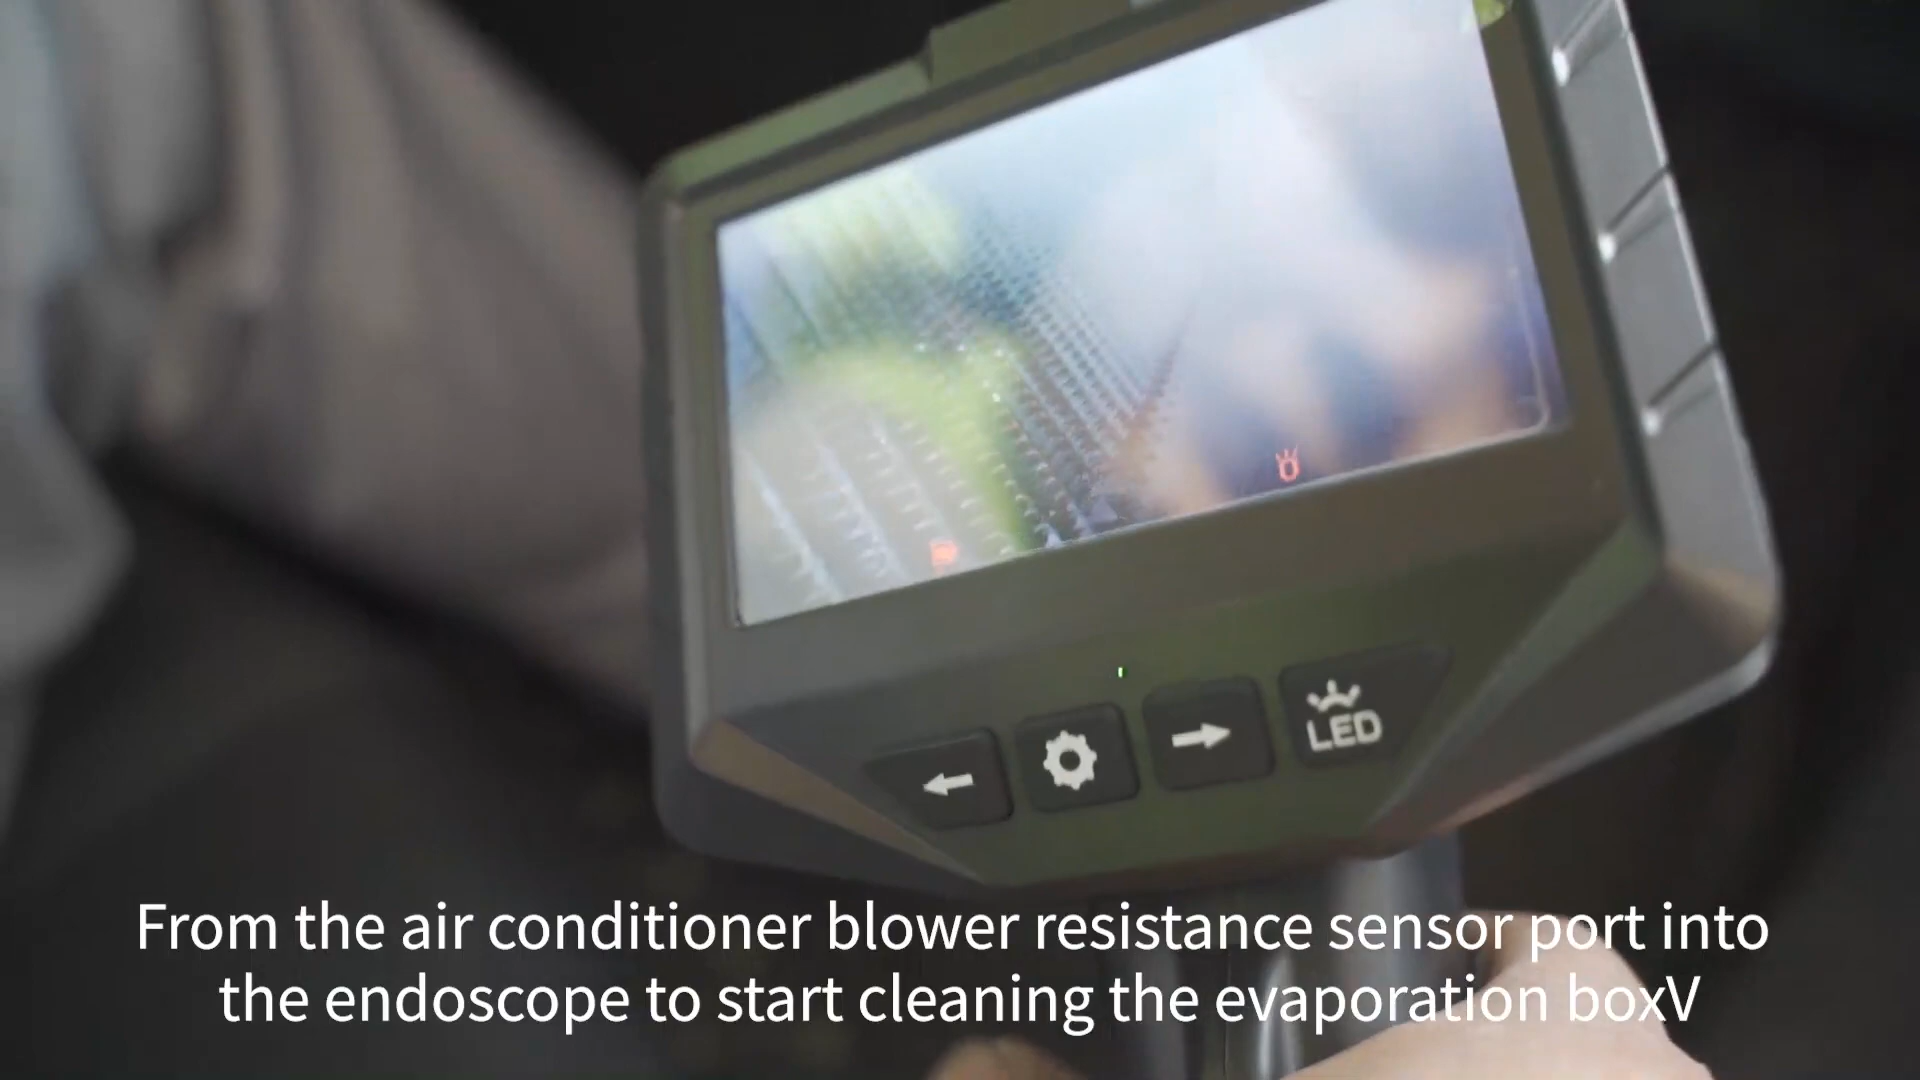 LED
From the air conditioner blower resistance sensor port into
the endoscope to start cleaning the evaporation boxV